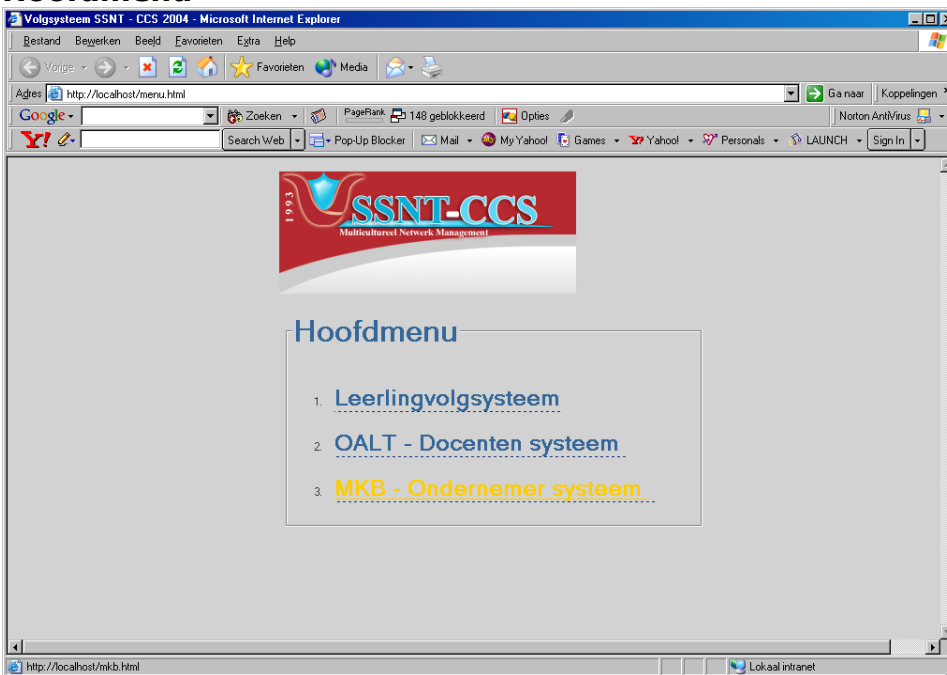 Hoofdmenu
Volgsysteem SSNT - CCS 2004 - Microsoft Internet Explorer
Bestand Bewerken Beeld Favorieten Extra Help
Vorige Favorieten Media
Adres http://localhost/menu.html Ga naar Koppelingen »
Google Zoeken PageRank 148 geblokkeerd Opties Norton AntiVirus
Y! Search Web Pop-Up Blocker Mail My Yahoo! Games Yahoo! Personals LAUNCH Sign In
1993
SSNT-CCS
Multicultureel Netwerk Management
Hoofdmenu
1. Leerlingvolgsysteem
2. OALT - Docenten systeem
3. MKB - Ondernemer systeem
http://localhost/mkb.html Lokaal intranet